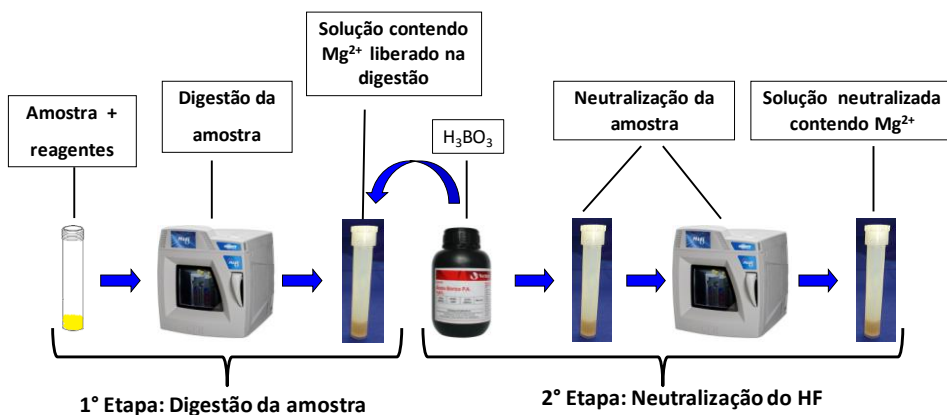 Solução contendo
Mg²⁺ liberado na
digestão
Digestão da
amostra
Neutralização da
amostra
Solução neutralizada
contendo Mg²⁺
Amostra +
reagentes
H₃BO₃
1° Etapa: Digestão da amostra
2° Etapa: Neutralização do HF